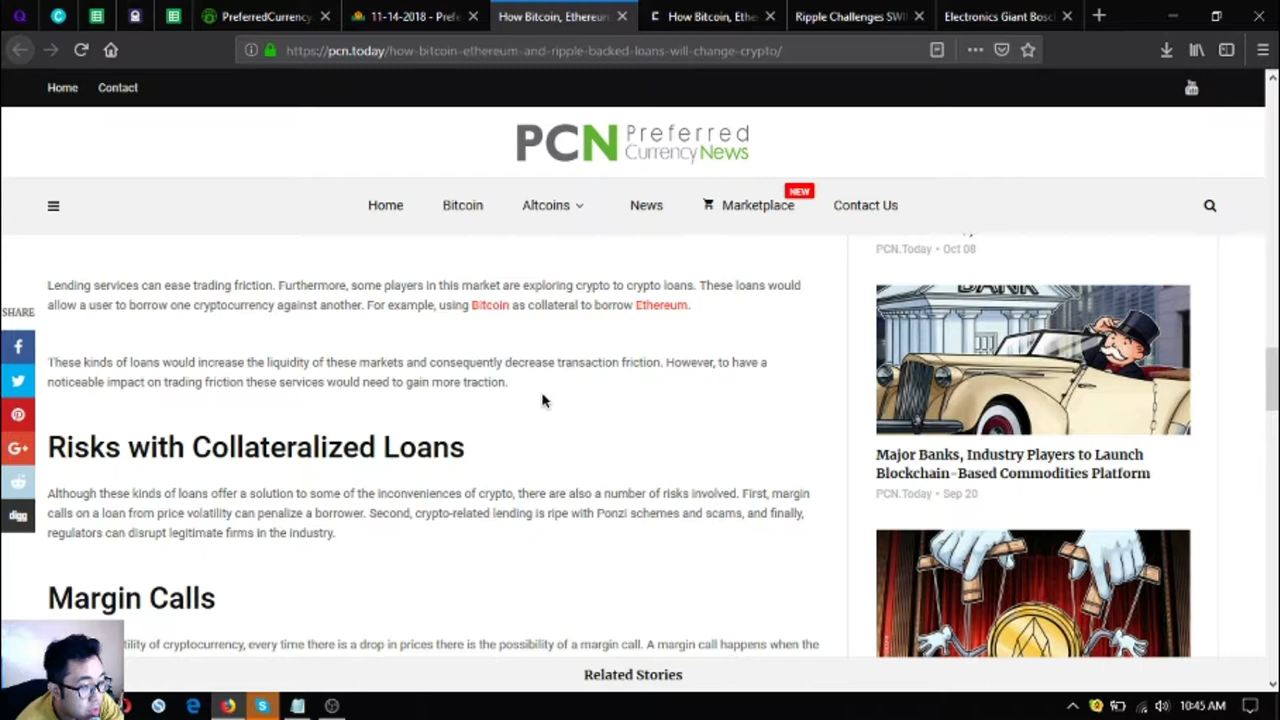 PreferredCurrency
11-14-2018 - Prefe
How Bitcoin, Ethereum
How Bitcoin, Ethe
Ripple Challenges SWI
Electronics Giant Bosc
https://pcn.today/how-bitcoin-ethereum-and-ripple-backed-loans-will-change-crypto/
Home
Contact
PCN Preferred
CurrencyNews
NEW
Home
Bitcoin
Altcoins
News
Marketplace
Contact Us
PCN.Today • Oct 08
Lending services can ease trading friction. Furthermore, some players in this market are exploring crypto to crypto loans. These loans would
allow a user to borrow one cryptocurrency against another. For example, using Bitcoin as collateral to borrow Ethereum.
SHARE
BANK
These kinds of loans would increase the liquidity of these markets and consequently decrease transaction friction. However, to have a
noticeable impact on trading friction these services would need to gain more traction.
Risks with Collateralized Loans
Major Banks, Industry Players to Launch
Blockchain-Based Commodities Platform
PCN.Today • Sep 20
Although these kinds of loans offer a solution to some of the inconveniences of crypto, there are also a number of risks involved. First, margin
calls on a loan from price volatility can penalize a borrower. Second, crypto-related lending is ripe with Ponzi schemes and scams, and finally,
regulators can disrupt legitimate firms in the industry.
digg
Margin Calls
tility of cryptocurrency, every time there is a drop in prices there is the possibility of a margin call. A margin call happens when the
Related Stories
10:45 AM